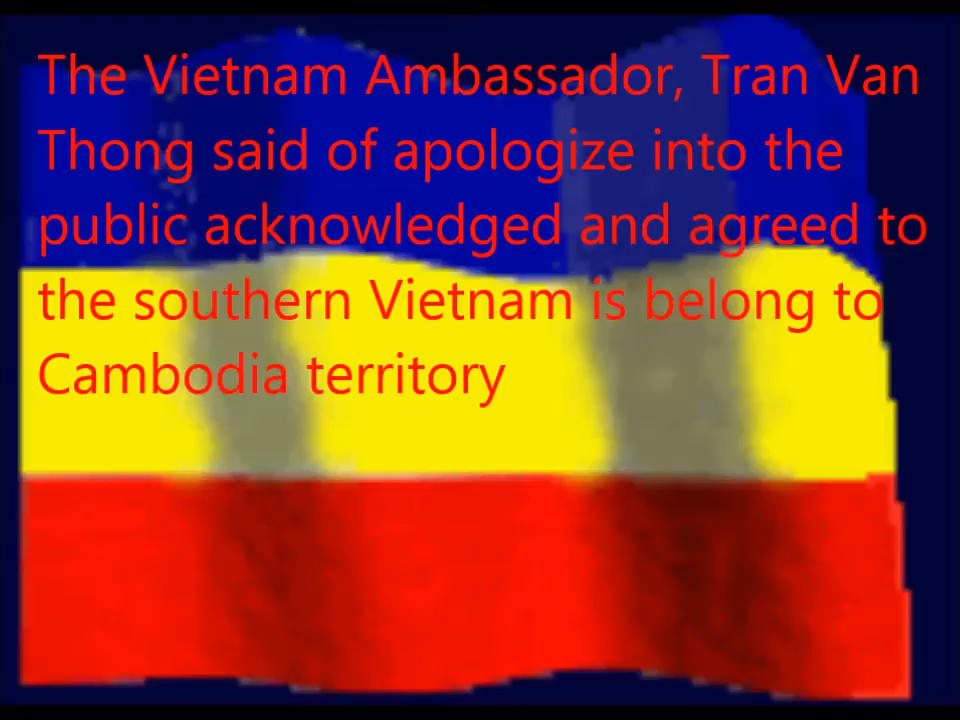 The Vietnam Ambassador, Tran Van
Thong said of apologize into the
public acknowledged and agreed to
the southern Vietnam is belong to
Cambodia territory